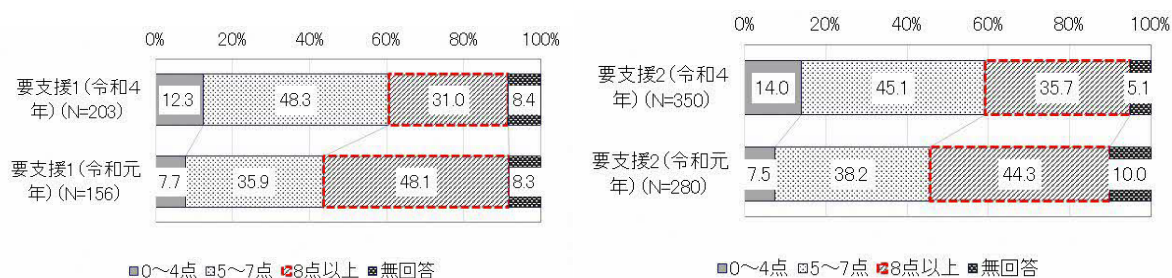 0% 20% 40% 60% 80% 100%
要支援1(令和4
年)(N=203)
12.3 48.3 31.0 8.4
要支援1(令和元
年)(N=156)
7.7 35.9 48.1 8.3
0～4点 5～7点 8点以上 無回答
0% 20% 40% 60% 80% 100%
要支援2(令和4
年)(N=350)
14.0 45.1 35.7 5.1
要支援2(令和元
年)(N=280)
7.5 38.2 44.3 10.0
0～4点 5～7点 8点以上 無回答